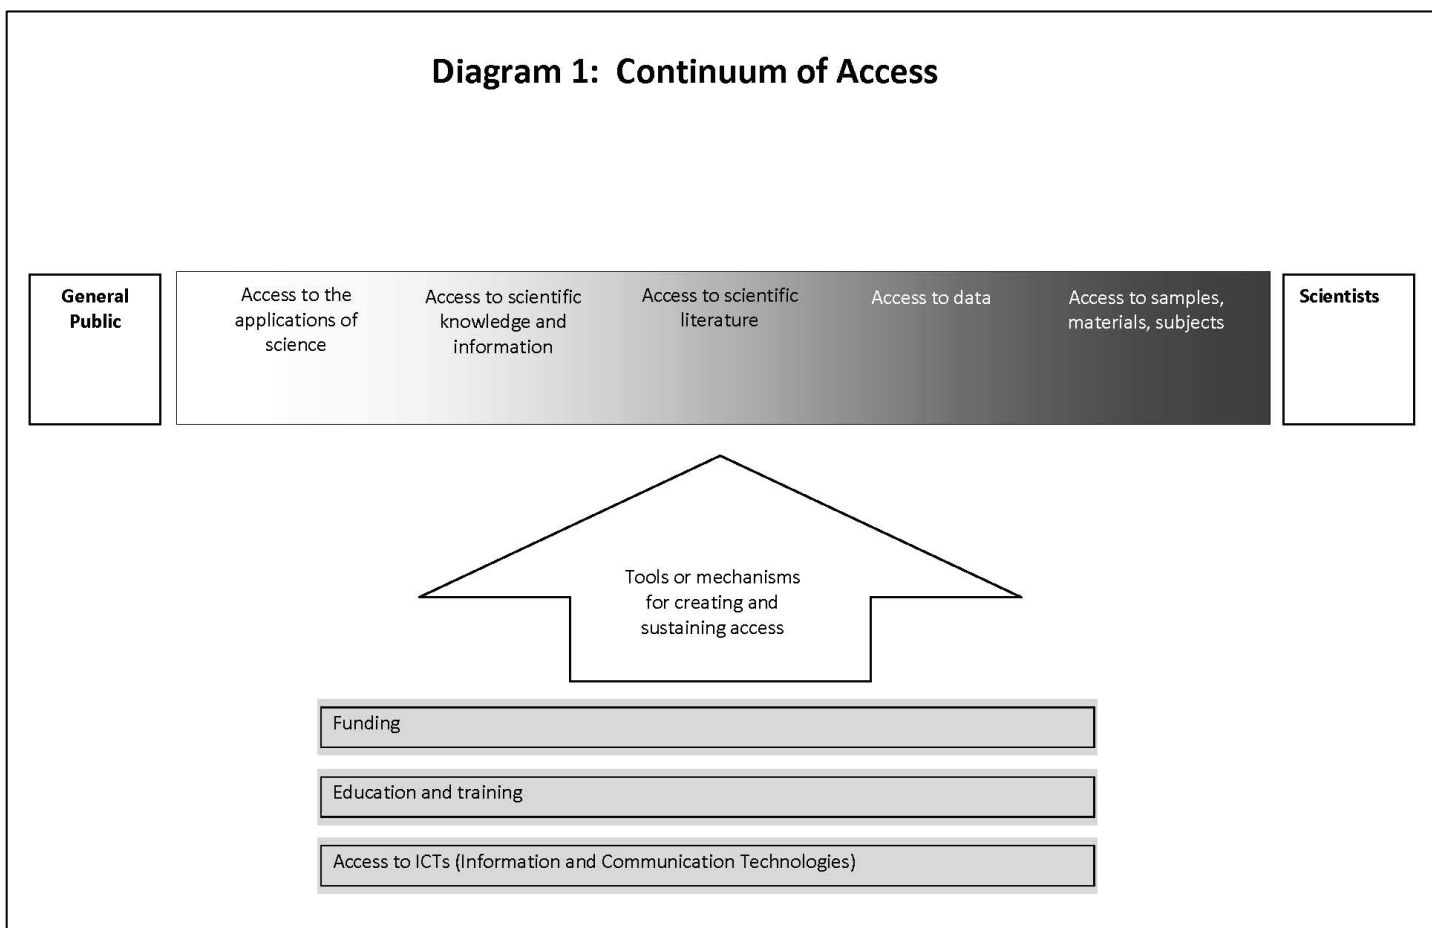 Diagram 1:  Continuum of Access
General
Public
Access to the
applications of
science
Access to scientific
knowledge and
information
Access to scientific
literature
Access to data
Access to samples,
materials, subjects
Scientists
Tools or mechanisms
for creating and
sustaining access
Funding
Education and training
Access to ICTs (Information and Communication Technologies)